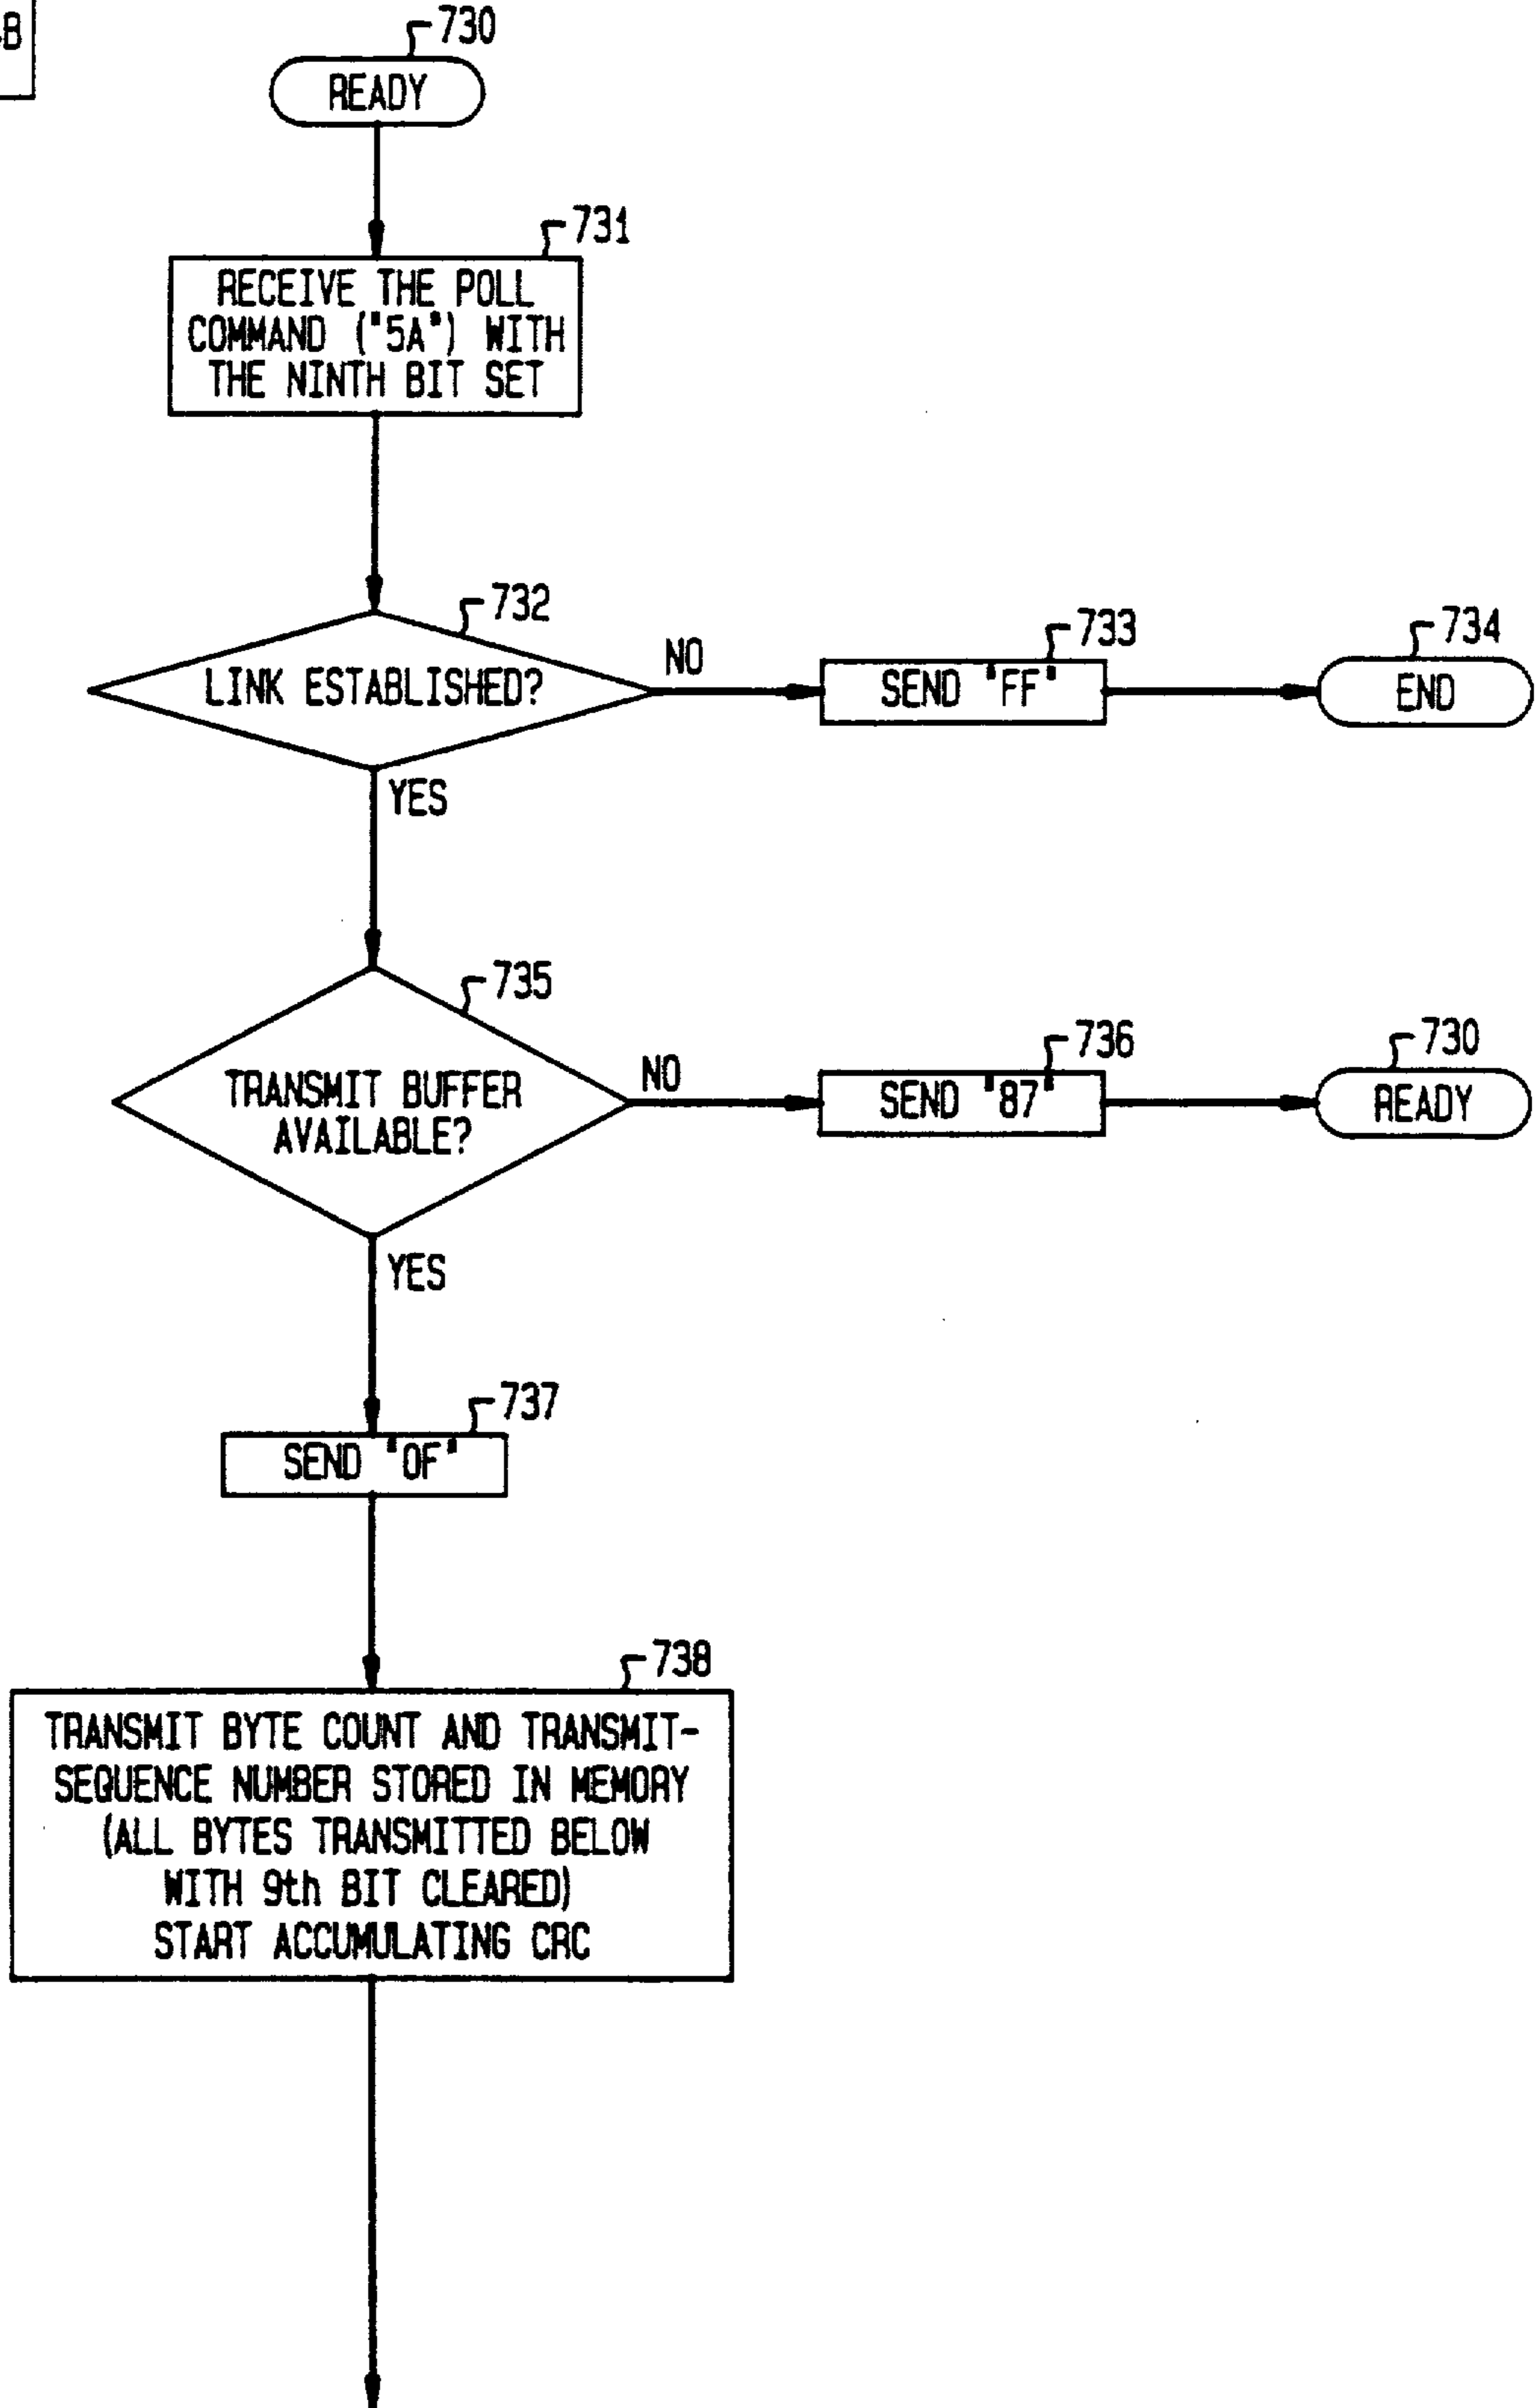 B
730
READY
731
RECEIVE THE POLL
COMMAND ("5A") WITH
THE NINTH BIT SET
732
LINK ESTABLISHED?
NO
733
SEND "FF"
734
END
YES
735
TRANSMIT BUFFER
AVAILABLE?
NO
736
SEND "87"
730
READY
YES
737
SEND "0F"
738
TRANSMIT BYTE COUNT AND TRANSMIT-
SEQUENCE NUMBER STORED IN MEMORY
(ALL BYTES TRANSMITTED BELOW
WITH 9th BIT CLEARED)
START ACCUMULATING CRC